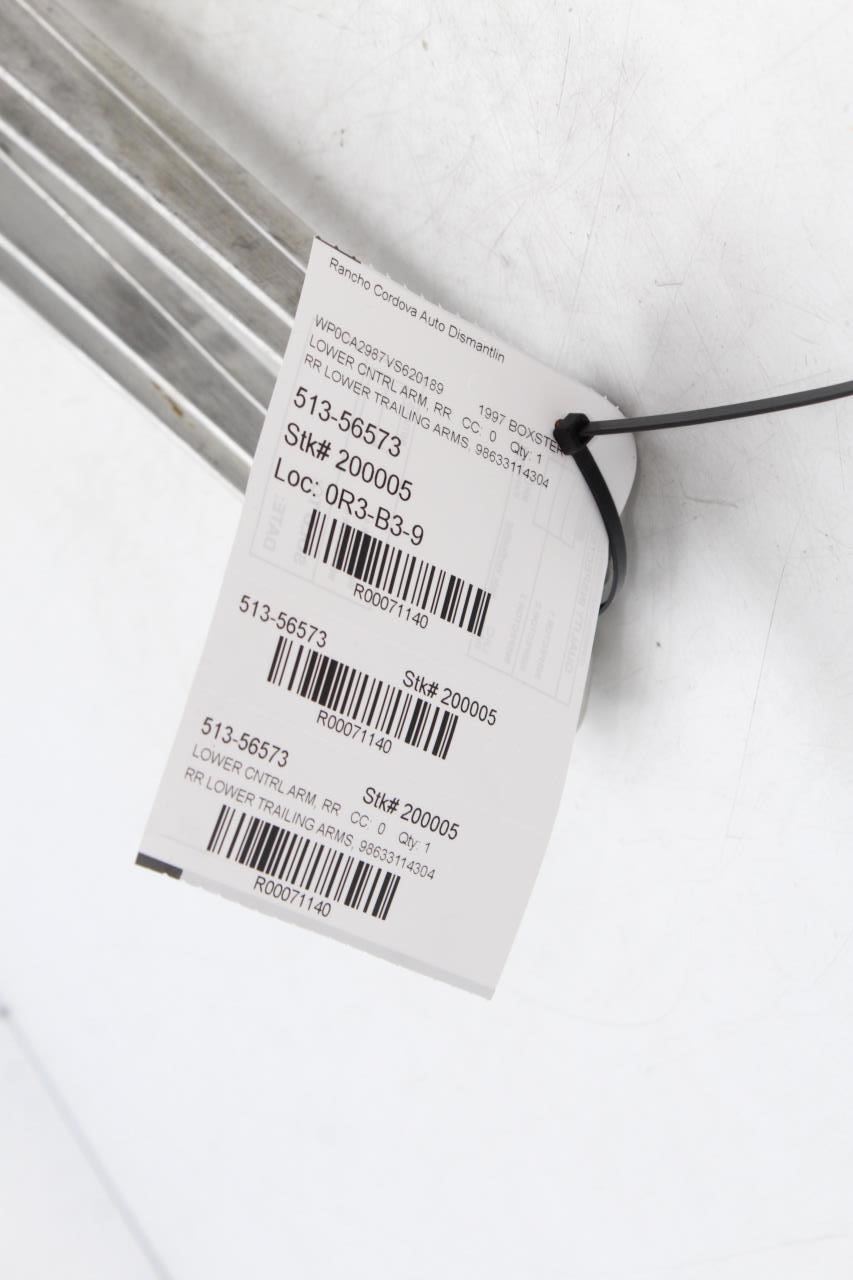 Rancho Cordova Auto Dismantlin
WP0CA2987VS620189 1997 BOXSTER
LOWER CNTRL ARM, RR CC: 0 Qty: 1
RR LOWER TRAILING ARMS, 98633114304
513-56573
Stk# 200005
Loc: 0R3-B3-9
R00071140
513-56573 Stk# 200005
R00071140
513-56573 Stk# 200005
LOWER CNTRL ARM, RR CC: 0 Qty: 1
RR LOWER TRAILING ARMS, 98633114304
R00071140